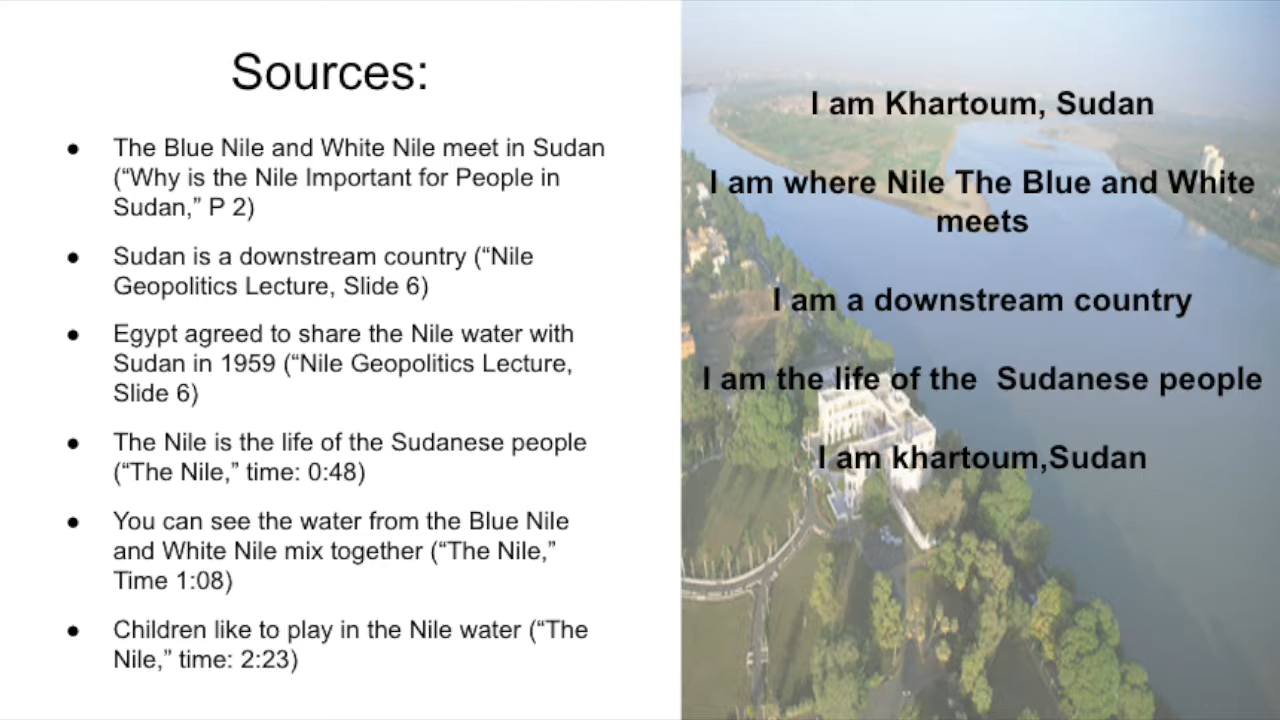 Sources:
● The Blue Nile and White Nile meet in Sudan
(“Why is the Nile Important for People in
Sudan,” P 2)
● Sudan is a downstream country (“Nile
Geopolitics Lecture, Slide 6)
● Egypt agreed to share the Nile water with
Sudan in 1959 (“Nile Geopolitics Lecture,
Slide 6)
● The Nile is the life of the Sudanese people
(“The Nile,” time: 0:48)
● You can see the water from the Blue Nile
and White Nile mix together (“The Nile,”
Time 1:08)
● Children like to play in the Nile water (“The
Nile,” time: 2:23)
I am Khartoum, Sudan
I am where Nile The Blue and White
meets
I am a downstream country
I am the life of the  Sudanese people
I am khartoum,Sudan